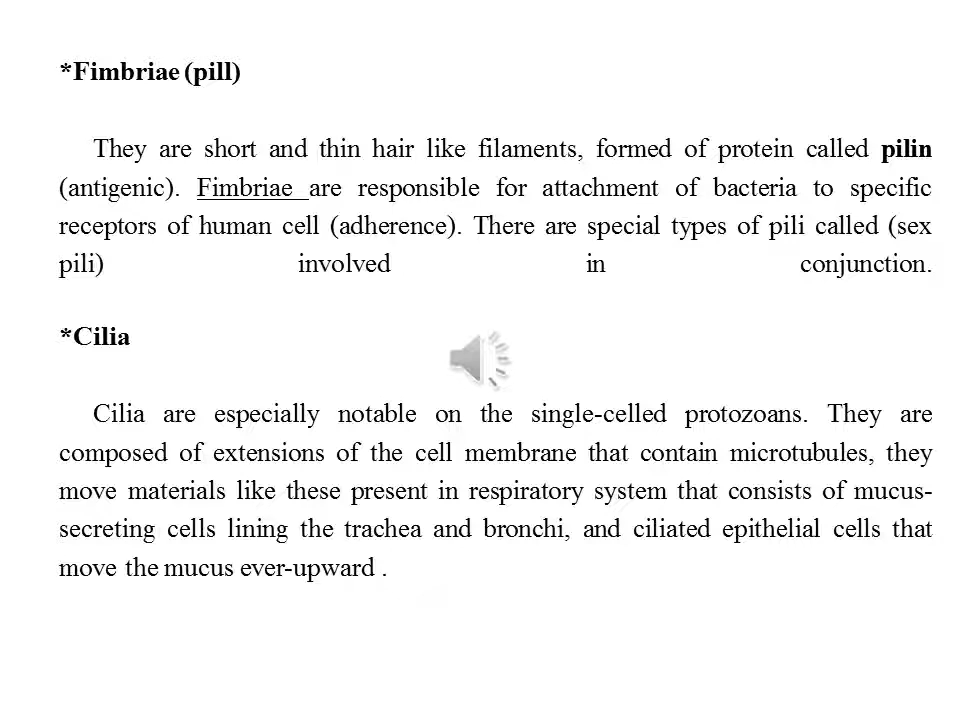 *Fimbriae (pill)
They are short and thin hair like filaments, formed of protein called pilin
(antigenic). Fimbriae are responsible for attachment of bacteria to specific
receptors of human cell (adherence). There are special types of pili called (sex
pili) involved in conjunction.
*Cilia
Cilia are especially notable on the single-celled protozoans. They are
composed of extensions of the cell membrane that contain microtubules, they
move materials like these present in respiratory system that consists of mucus-
secreting cells lining the trachea and bronchi, and ciliated epithelial cells that
move the mucus ever-upward .